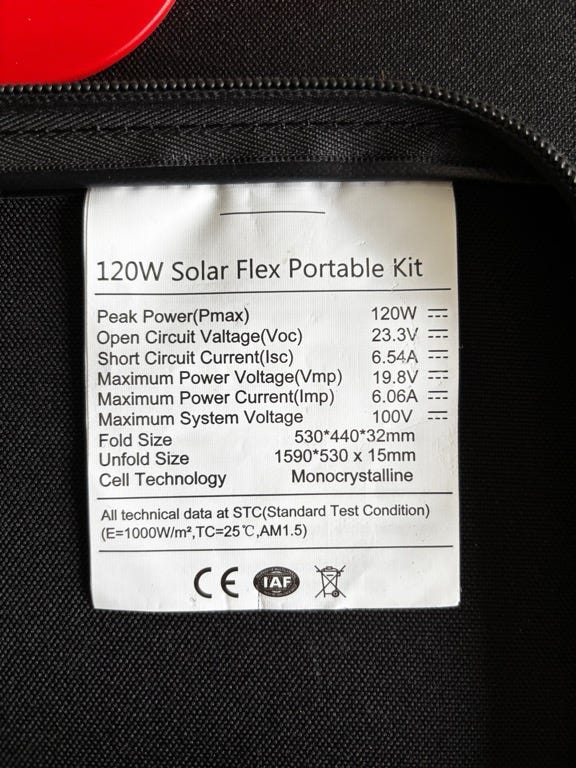 120W Solar Flex Portable Kit
Peak Power(Pmax) 120W
Open Circuit Valtage(Voc) 23.3V
Short Circuit Current(Isc) 6.54A
Maximum Power Voltage(Vmp) 19.8V
Maximum Power Current(Imp) 6.06A
Maximum System Voltage 100V
Fold Size 530*440*32mm
Unfold Size 1590*530 x 15mm
Cell Technology Monocrystalline
All technical data at STC(Standard Test Condition)
(E=1000W/m²,TC=25℃,AM1.5)
CE IAF